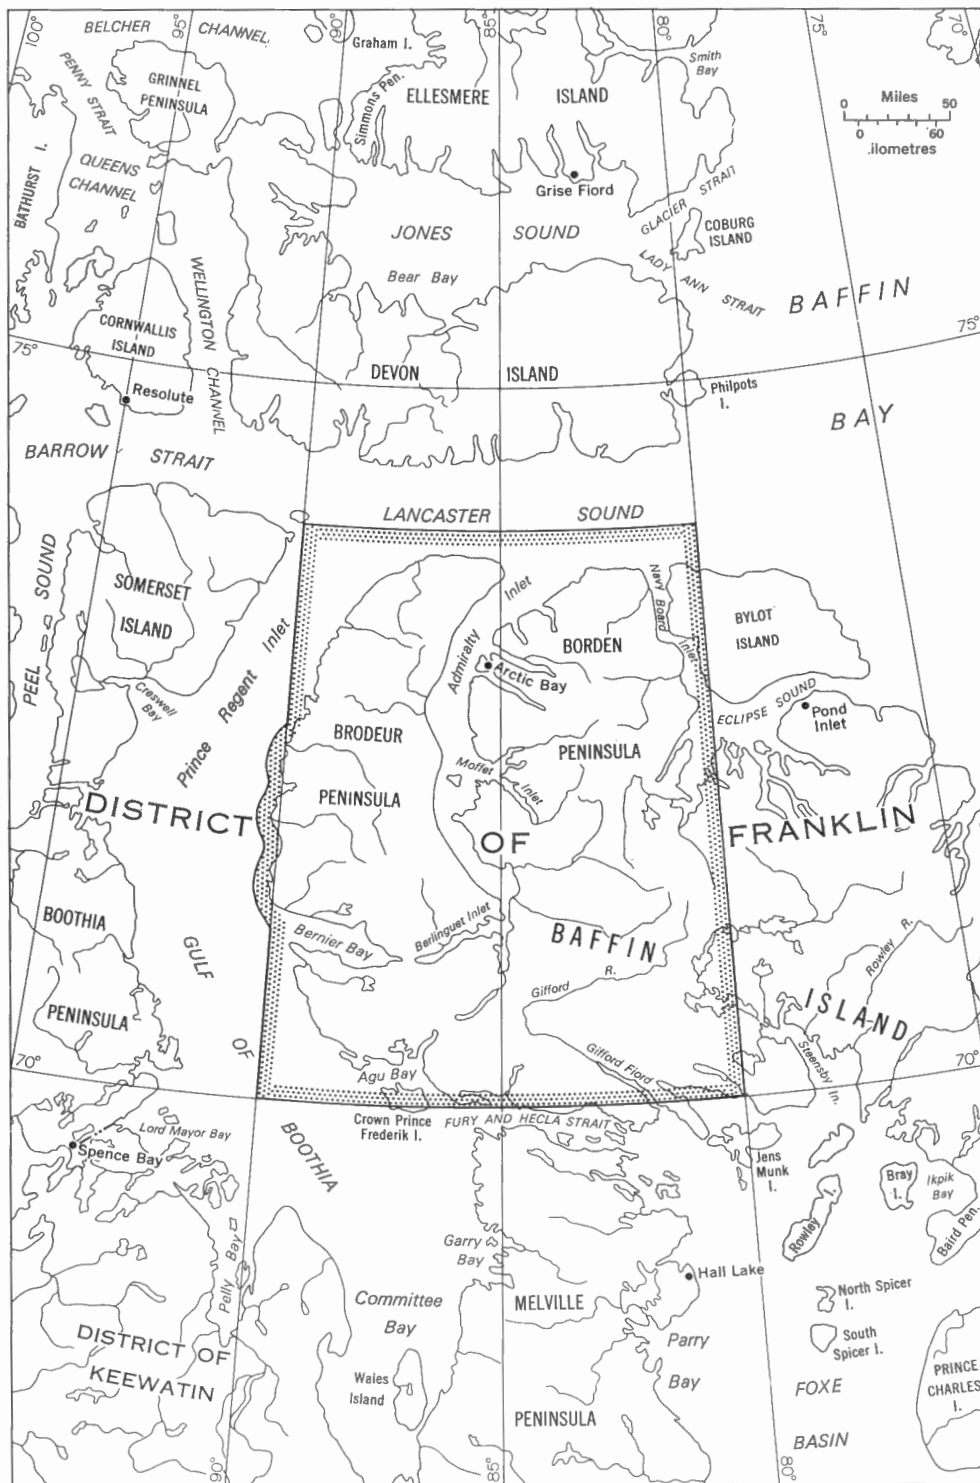 100°
BELCHER CHANNEL
95°
90°
85°
80°
75°
70°
Graham I.
Smith
Bay
PENNY STRAIT
GRINNEL
PENINSULA
Simmons Pen.
ELLESMERE ISLAND
Miles
0 50
0 60
.ilometres
BATHURST I.
QUEENS
CHANNEL
Grise Fiord
GLACIER STRAIT
COBURG
ISLAND
JONES SOUND
Bear Bay
LADY ANN STRAIT
BAFFIN
WELLINGTON CHANNEL
CORNWALLIS
ISLAND
75°
75°
DEVON ISLAND
Philpots
I.
Resolute
BAY
BARROW STRAIT
LANCASTER SOUND
PEEL SOUND
SOMERSET
ISLAND
Prince Regent Inlet
Creswell
Bay
Admiralty Inlet
Navy Board Inlet
BORDEN
PENINSULA
BYLOT
ISLAND
Arctic Bay
ECLIPSE SOUND
Pond
Inlet
BRODEUR
PENINSULA
Moffet Inlet
DISTRICT OF FRANKLIN
BOOTHIA
PENINSULA
GULF OF
BOOTHIA
Bernier Bay
Berlinguet Inlet
BAFFIN
ISLAND
Rowley R.
Gifford R.
Gifford Fiord
Steensby In.
70°
70°
Agu Bay
Crown Prince
Frederik I.
FURY AND HECLA STRAIT
Lord Mayor Bay
Spence Bay
Jens
Munk
I.
Bray
I.
Ikpik
Bay
Rowley I.
Baird Pen.
Pelly Bay
Garry
Bay
Hall Lake
North Spicer
I.
Committee
Bay
MELVILLE
PENINSULA
South
Spicer I.
DISTRICT OF
KEEWATIN
Wales
Island
Parry
Bay
FOXE
BASIN
PRINCE
CHARLES
I.
90°
85°
80°